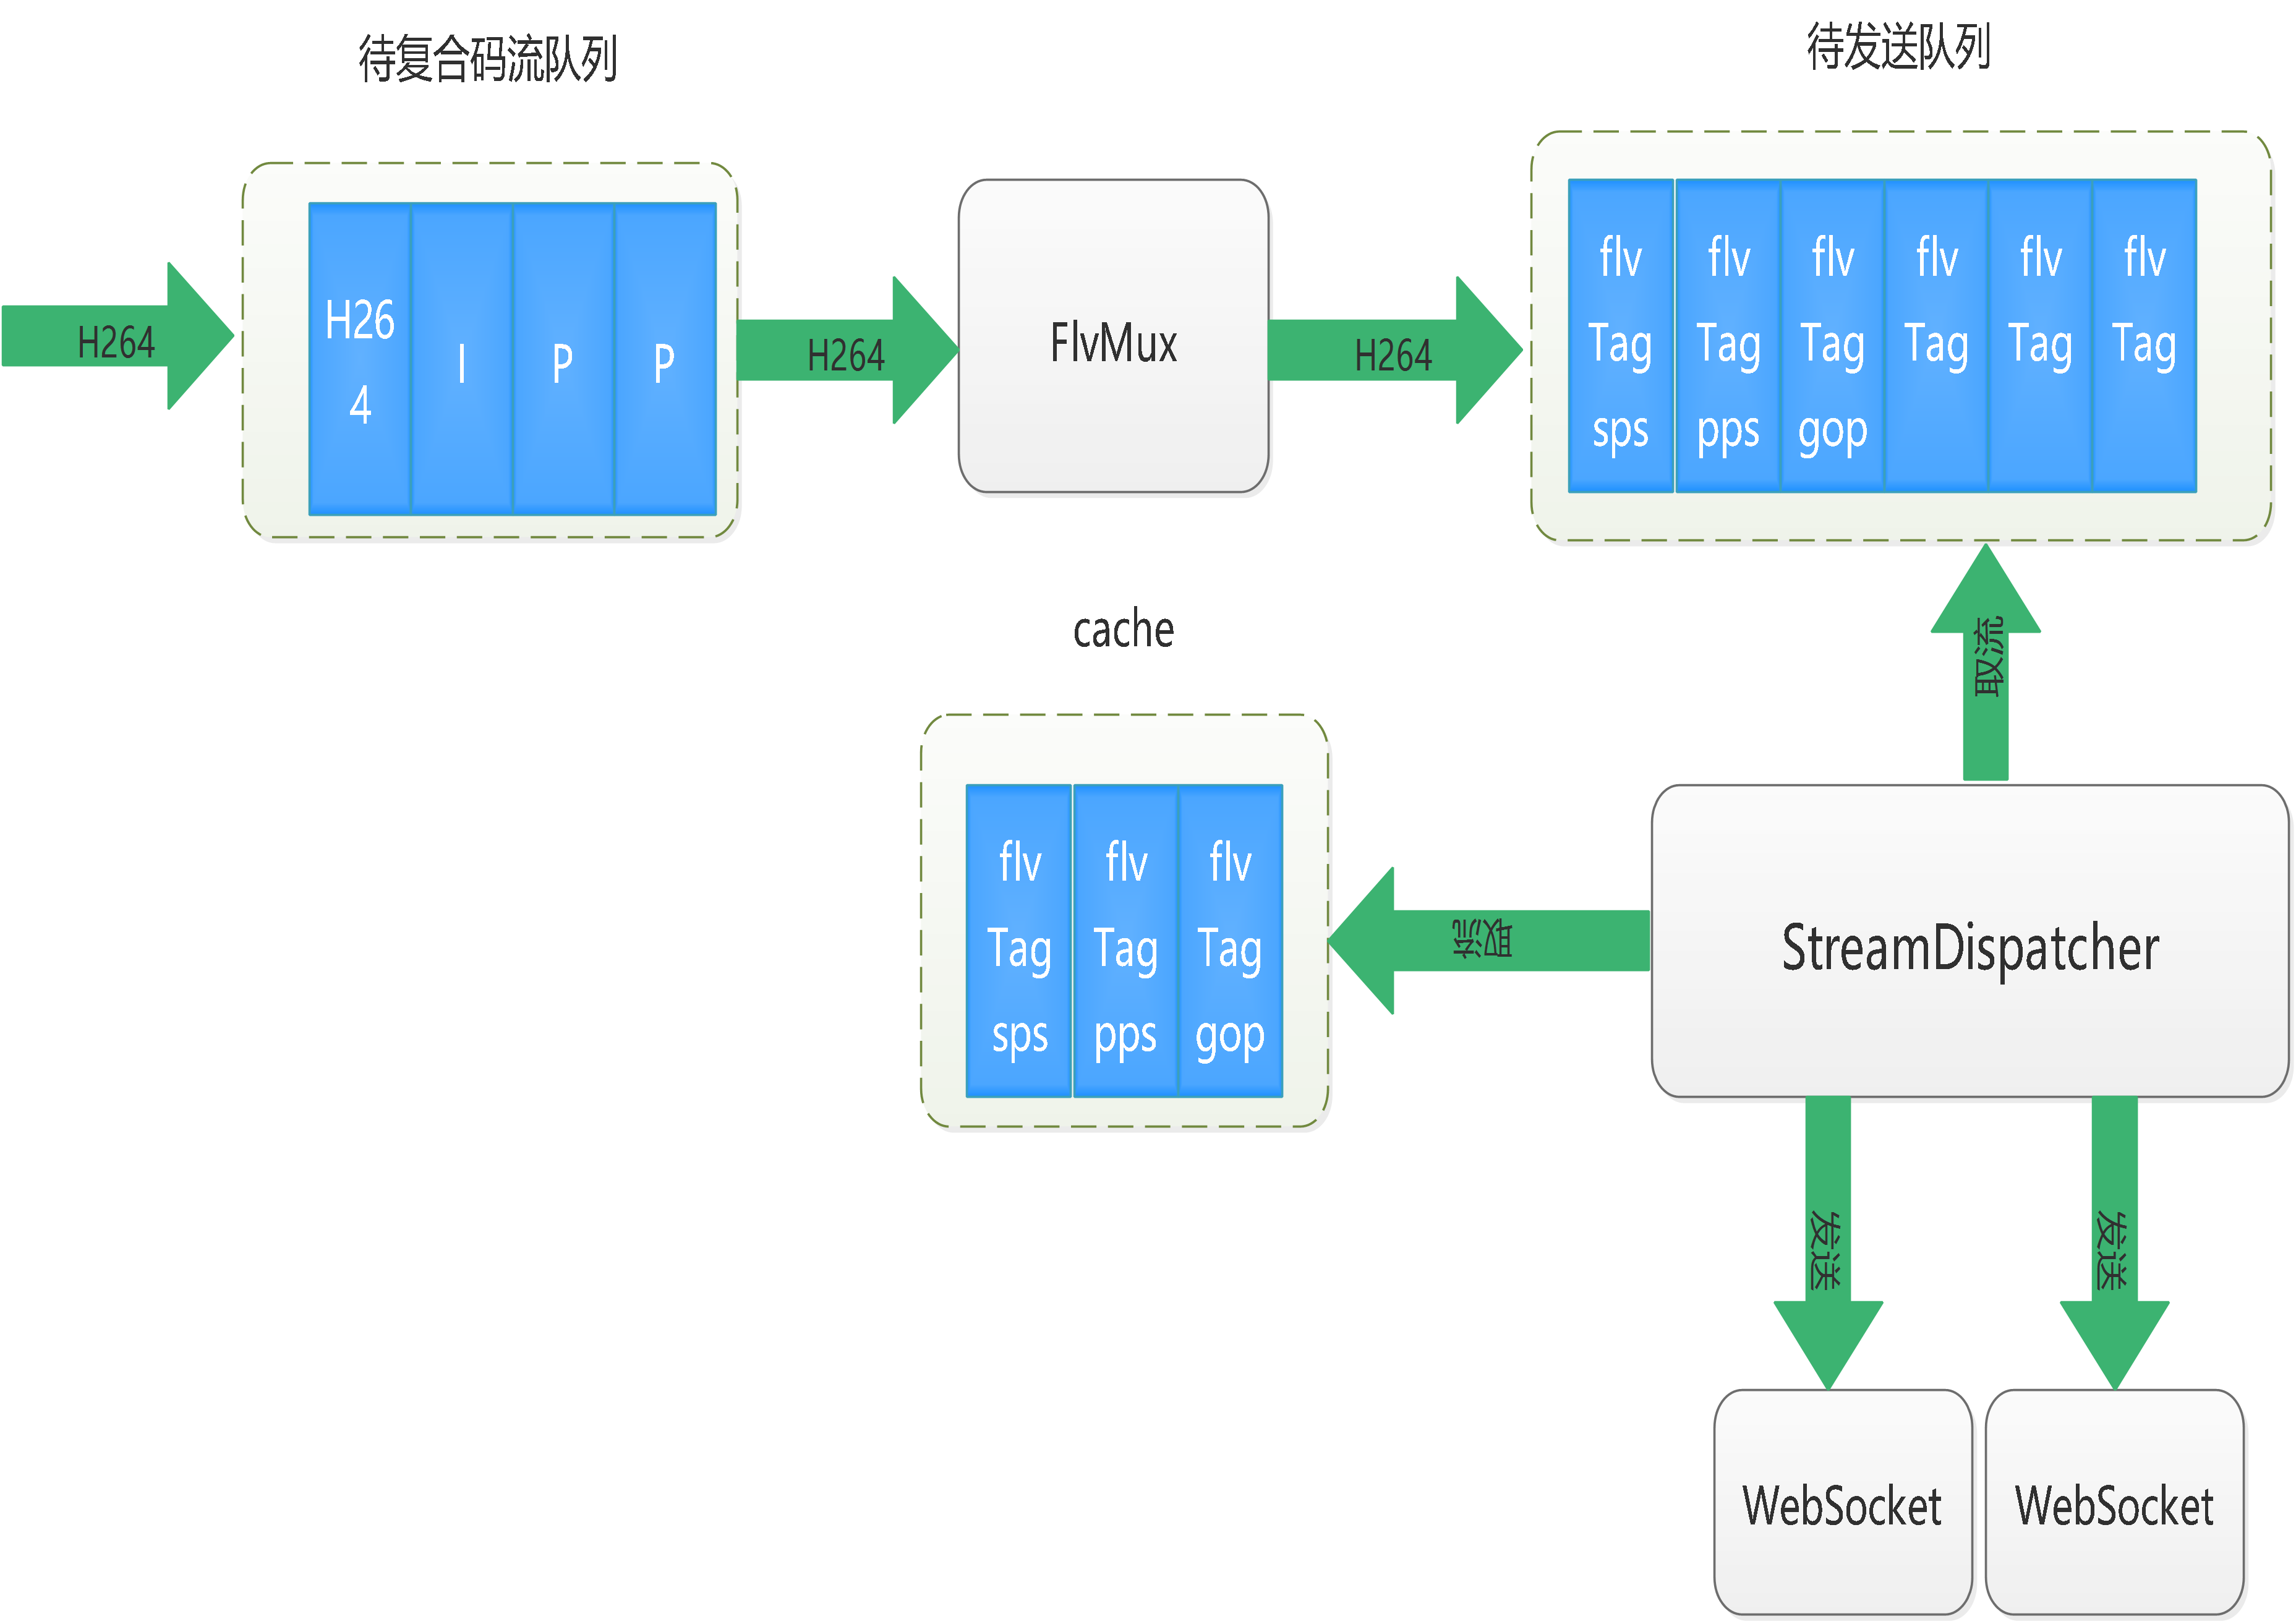 待复合码流队列
待发送队列
H264
H26
4
I
P
P
H264
FlvMux
H264
flv
Tag
sps
flv
Tag
pps
flv
Tag
gop
flv
Tag
flv
Tag
flv
Tag
取流
cache
flv
Tag
sps
flv
Tag
pps
flv
Tag
gop
取流
StreamDispatcher
发送
发送
WebSocket
WebSocket